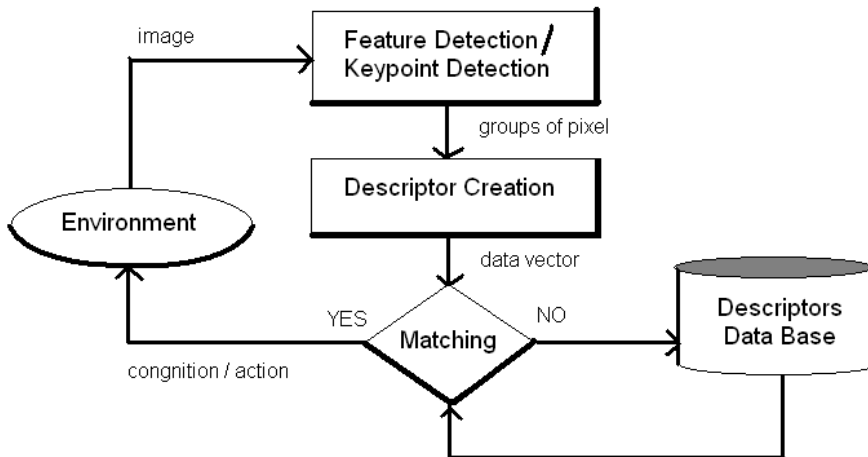 image
Feature Detection/
Keypoint Detection
groups of pixel
Descriptor Creation
Environment
data vector
YES
Matching
NO
Descriptors
Data Base
congnition / action